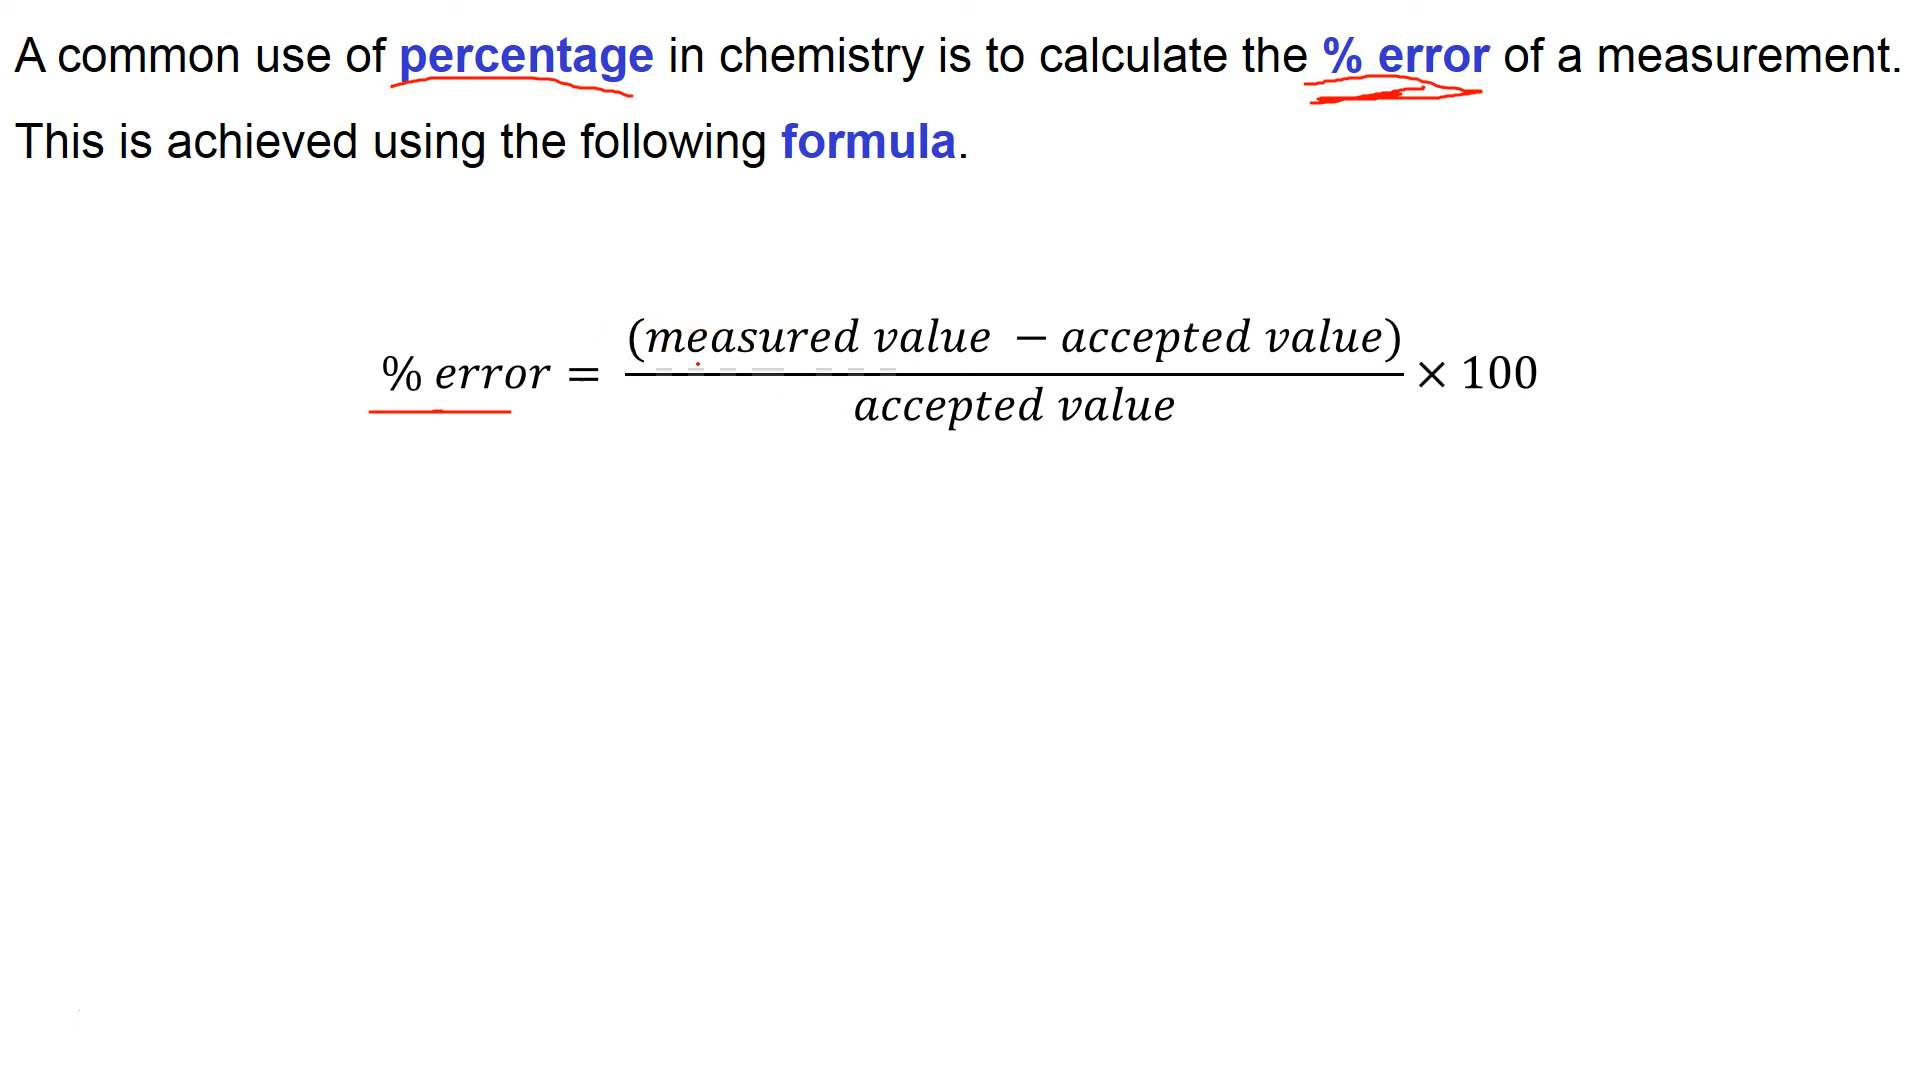 A common use of percentage in chemistry is to calculate the % error of a measurement.
This is achieved using the following formula.
% error = (measured value − accepted value) / accepted value × 100